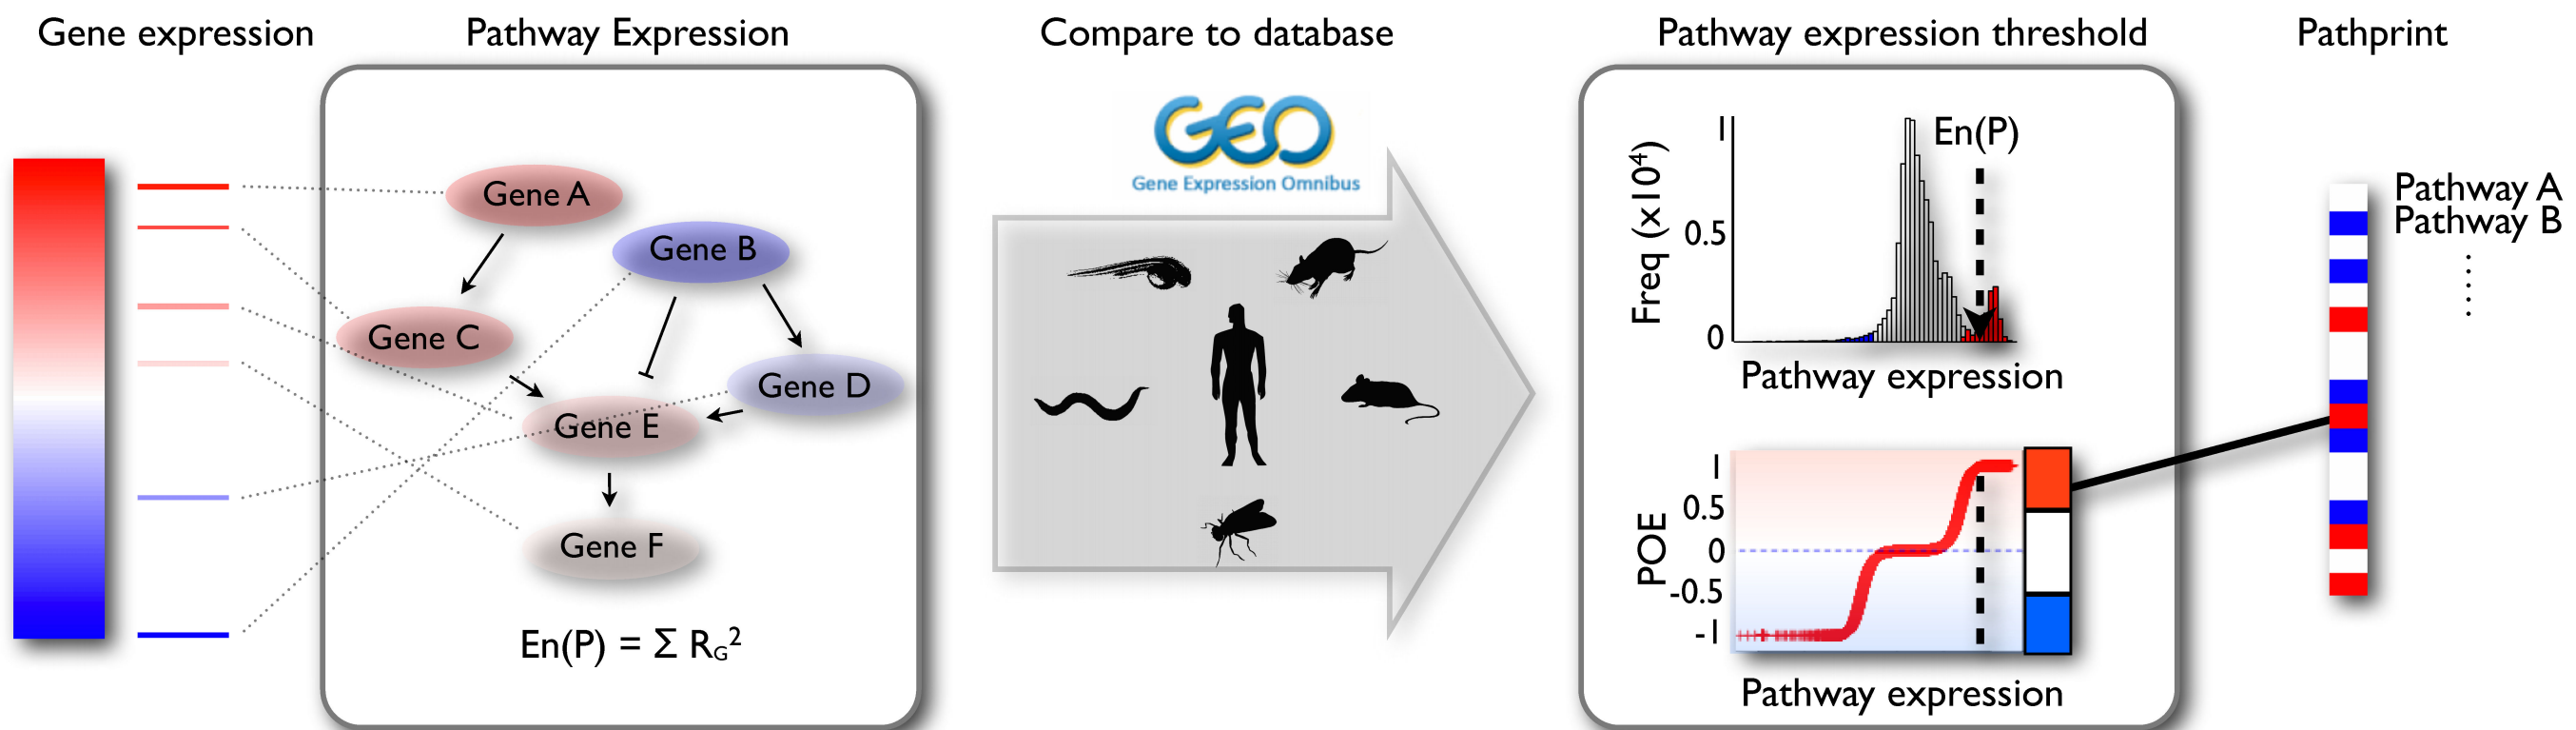 Gene expression
Pathway Expression
Compare to database
Pathway expression threshold
Pathprint
Gene A
Gene B
Gene C
Gene D
Gene E
Gene F
En(P) = Σ R_G²
GEO
Gene Expression Omnibus
En(P)
Freq (x10⁴)
1
0.5
0
Pathway expression
POE
1
0.5
0
-0.5
-1
Pathway expression
Pathway A
Pathway B